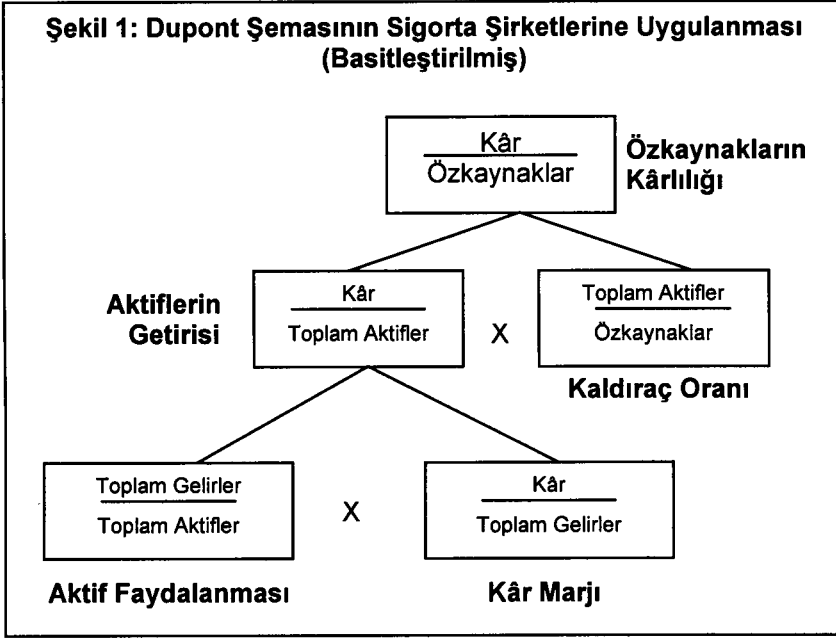 Şekil 1: Dupont Şemasının Sigorta Şirketlerine Uygulanması
(Basitleştirilmiş)
Kâr
Özkaynaklar
Özkaynakların
Kârlılığı
Aktiflerin
Getirisi
Kâr
Toplam Aktifler
X
Toplam Aktifler
Özkaynaklar
Kaldıraç Oranı
Toplam Gelirler
Toplam Aktifler
X
Kâr
Toplam Gelirler
Aktif Faydalanması
Kâr Marjı